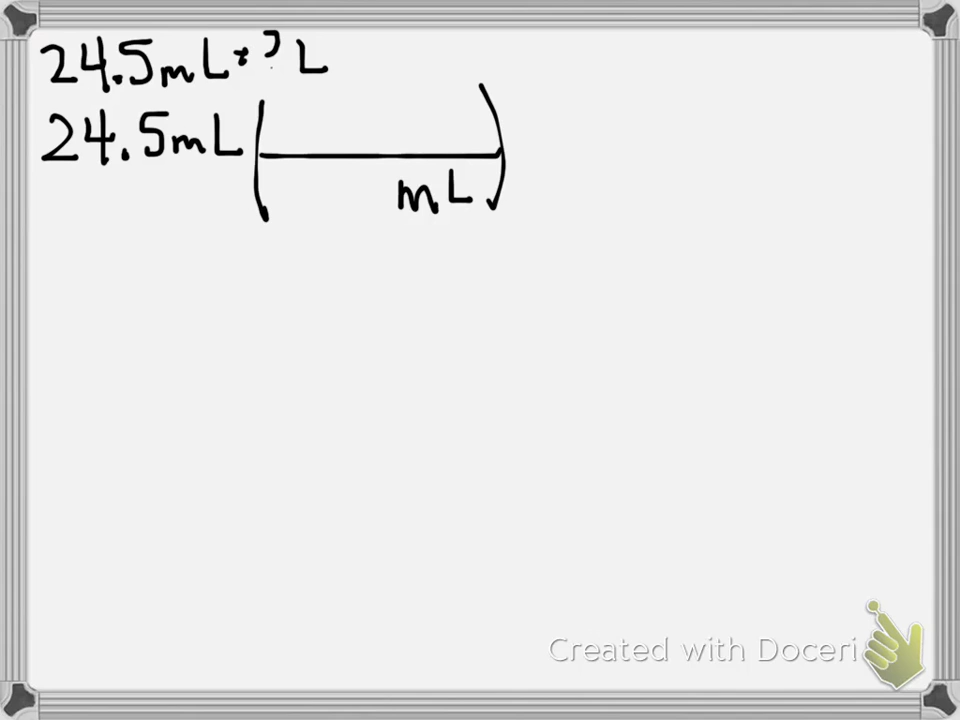 24.5mL → ? L
24.5mL ( / mL )
Created with Doceri